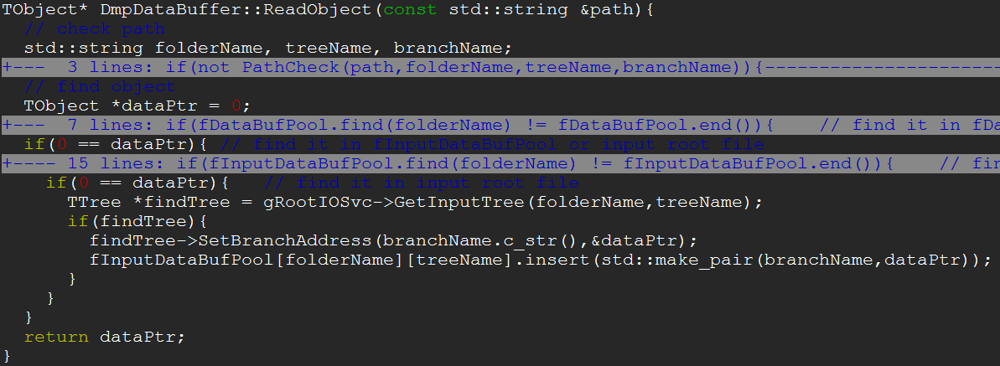 TObject* DmpDataBuffer::ReadObject(const std::string &path){
  // check path
  std::string folderName, treeName, branchName;
+---  3 lines: if(not PathCheck(path,folderName,treeName,branchName)){----------------------
  // find object
  TObject *dataPtr = 0;
+---  7 lines: if(fDataBufPool.find(folderName) != fDataBufPool.end()){    // find it in fDa
  if(0 == dataPtr){ // find it in fInputDataBufPool or input root file
+---- 15 lines: if(fInputDataBufPool.find(folderName) != fInputDataBufPool.end()){    // fin
    if(0 == dataPtr){   // find it in input root file
      TTree *findTree = gRootIOSvc->GetInputTree(folderName,treeName);
      if(findTree){
        findTree->SetBranchAddress(branchName.c_str(),&dataPtr);
        fInputDataBufPool[folderName][treeName].insert(std::make_pair(branchName,dataPtr));
      }
    }
  }
  return dataPtr;
}